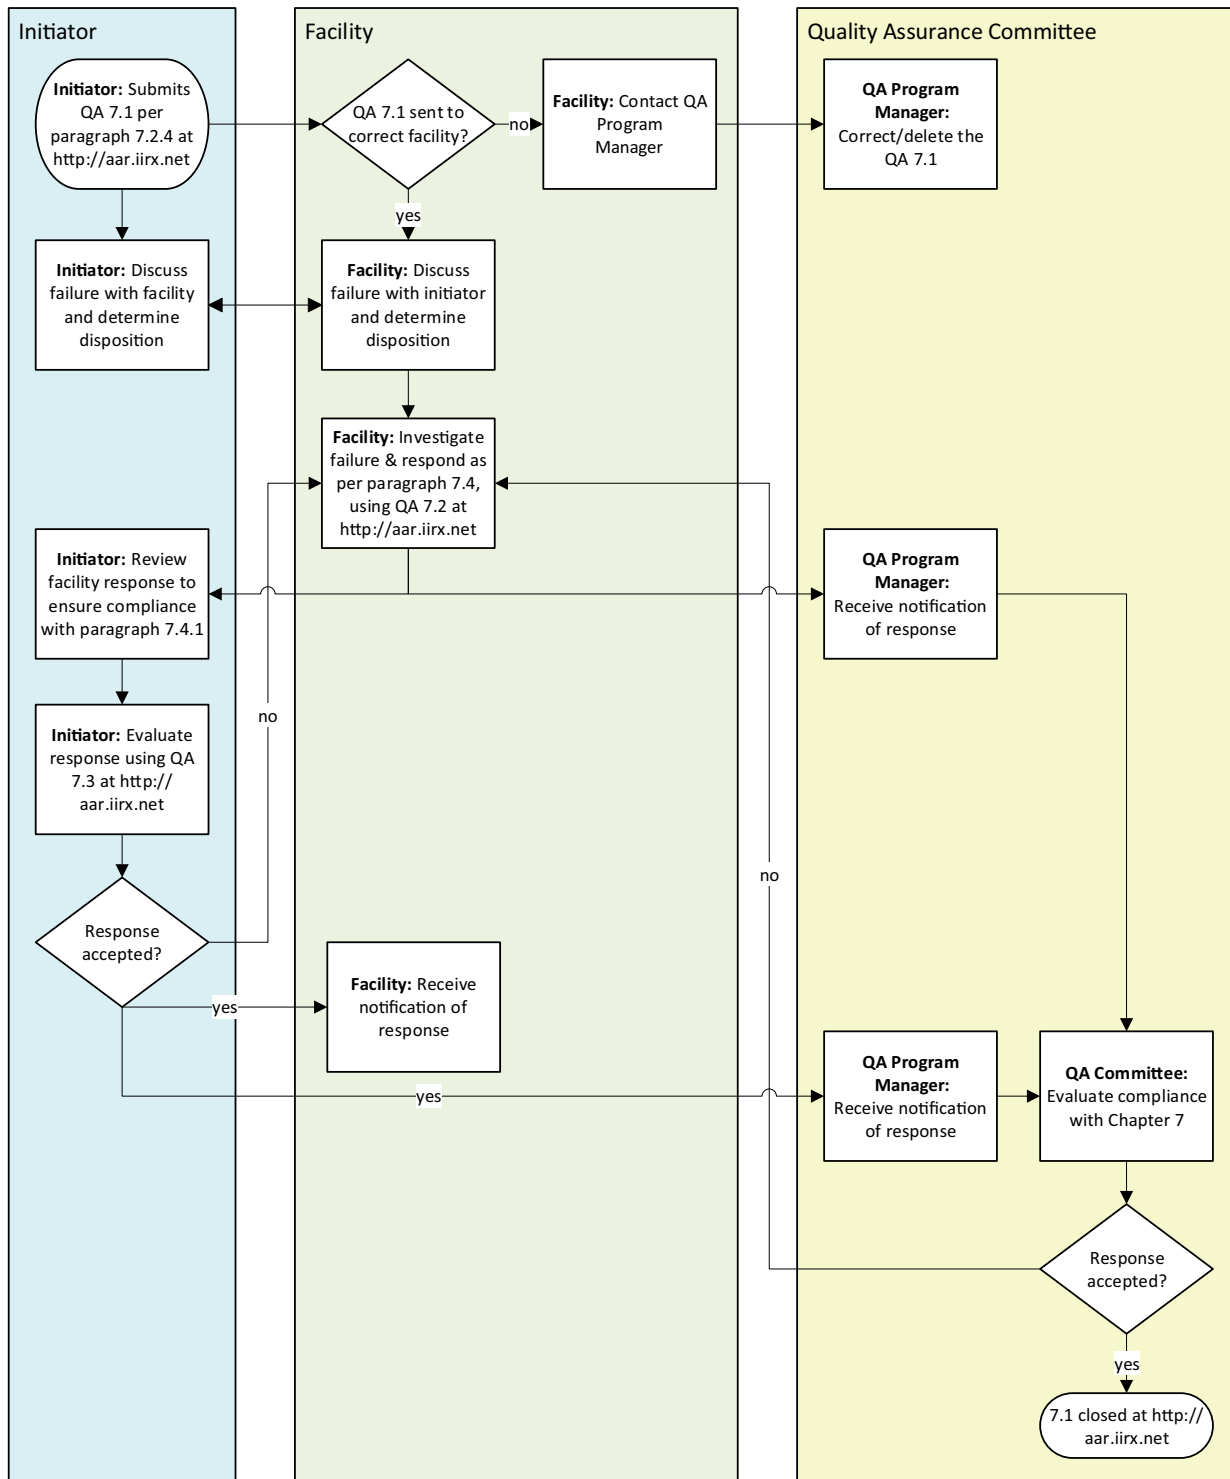 Initiator
Facility
Quality Assurance Committee
Initiator: Submits
QA 7.1 per
paragraph 7.2.4 at
http://aar.iirx.net
QA 7.1 sent to
correct facility?
no
Facility: Contact QA
Program
Manager
QA Program
Manager:
Correct/delete the
QA 7.1
yes
Initiator: Discuss
failure with facility
and determine
disposition
Facility: Discuss
failure with initiator
and determine
disposition
Facility: Investigate
failure & respond as
per paragraph 7.4,
using QA 7.2 at
http://aar.iirx.net
Initiator: Review
facility response to
ensure compliance
with paragraph 7.4.1
QA Program
Manager:
Receive notification
of response
no
Initiator: Evaluate
response using QA
7.3 at http://
aar.iirx.net
no
Response
accepted?
yes
Facility: Receive
notification of
response
yes
QA Program
Manager:
Receive notification
of response
QA Committee:
Evaluate compliance
with Chapter 7
Response
accepted?
yes
7.1 closed at http://
aar.iirx.net